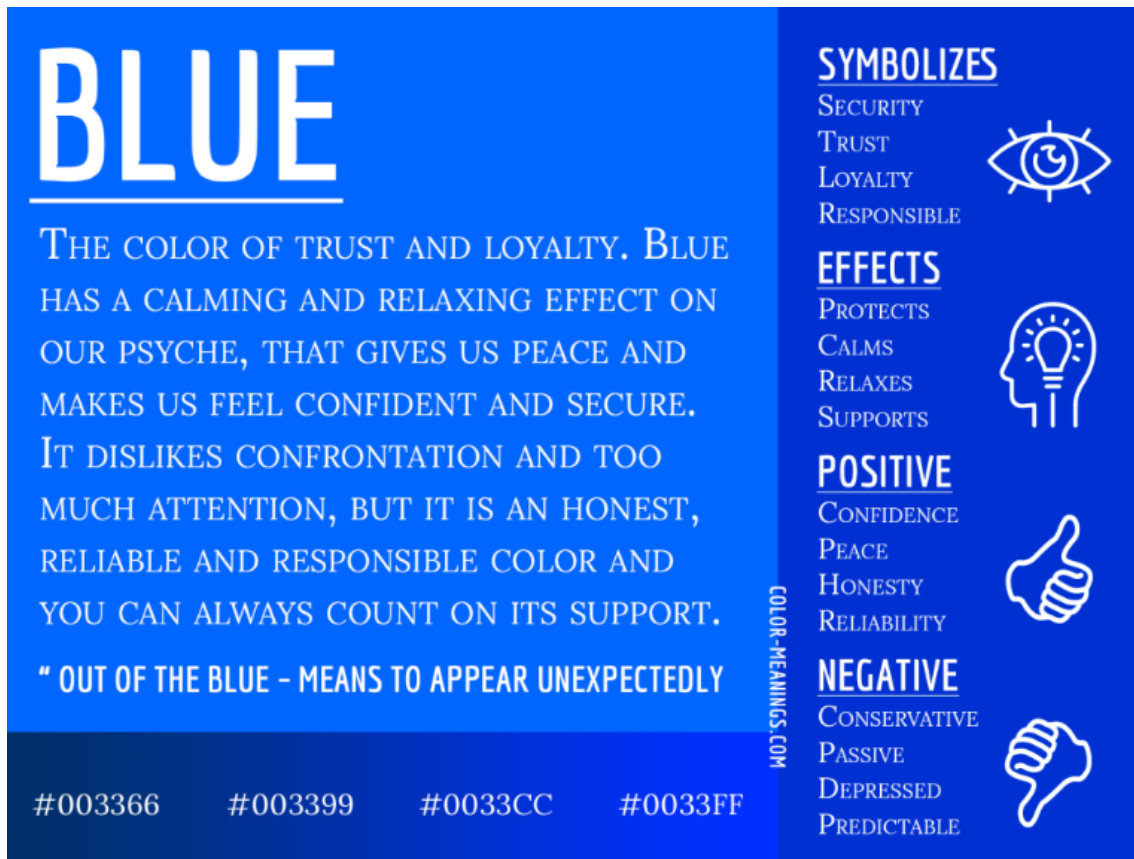 BLUE
The color of trust and loyalty. Blue
has a calming and relaxing effect on
our psyche, that gives us peace and
makes us feel confident and secure.
It dislikes confrontation and too
much attention, but it is an honest,
reliable and responsible color and
you can always count on its support.
“ OUT OF THE BLUE – MEANS TO APPEAR UNEXPECTEDLY
#003366 #003399 #0033CC #0033FF
COLOR-MEANINGS.COM
SYMBOLIZES
Security
Trust
Loyalty
Responsible
EFFECTS
Protects
Calms
Relaxes
Supports
POSITIVE
Confidence
Peace
Honesty
Reliability
NEGATIVE
Conservative
Passive
Depressed
Predictable